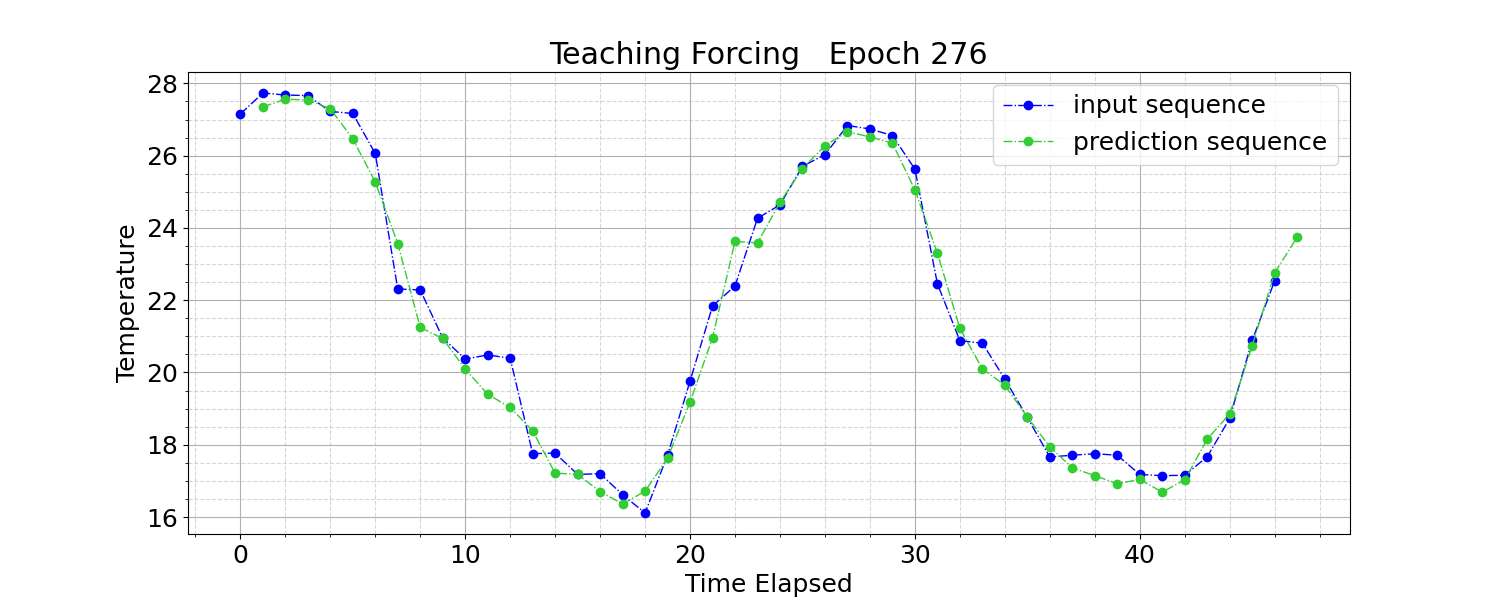 Teaching Forcing   Epoch 276
input sequence
prediction sequence
Temperature
28
26
24
22
20
18
16
0 10 20 30 40
Time Elapsed